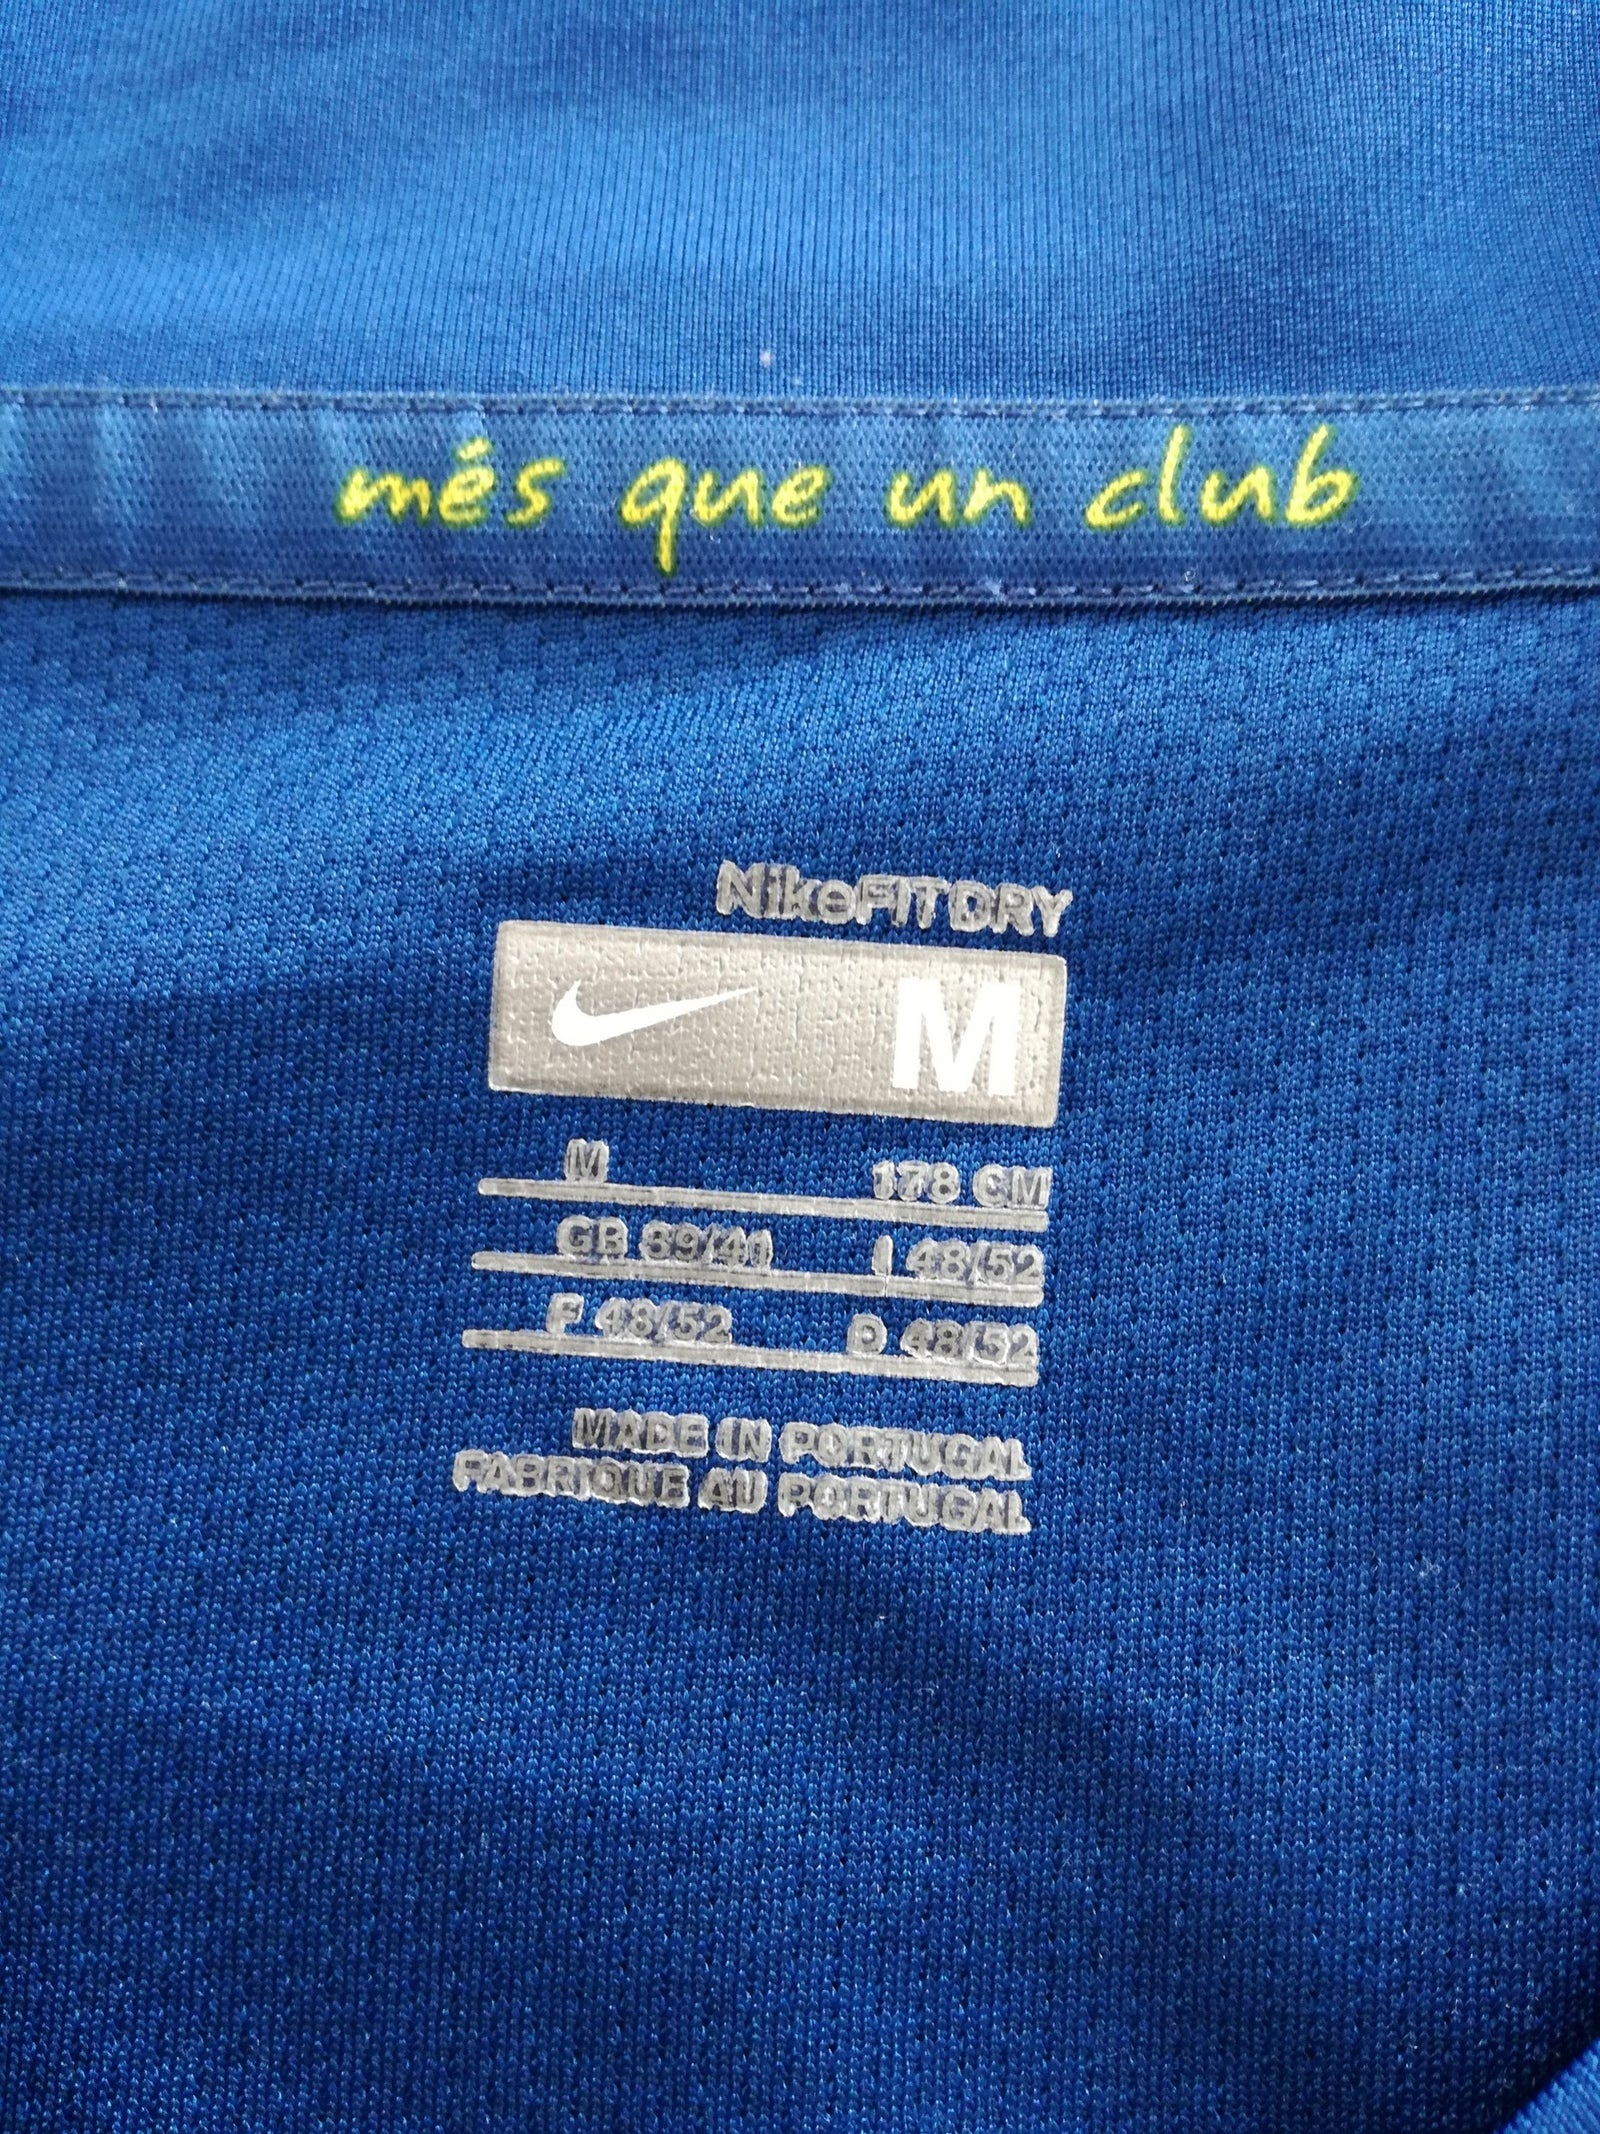 més que un club
NikeFITDRY
M
M 178 CM
GB 39/41 I 48/52
F 48/52 D 48/52
MADE IN PORTUGAL
FABRIQUE AU PORTUGAL